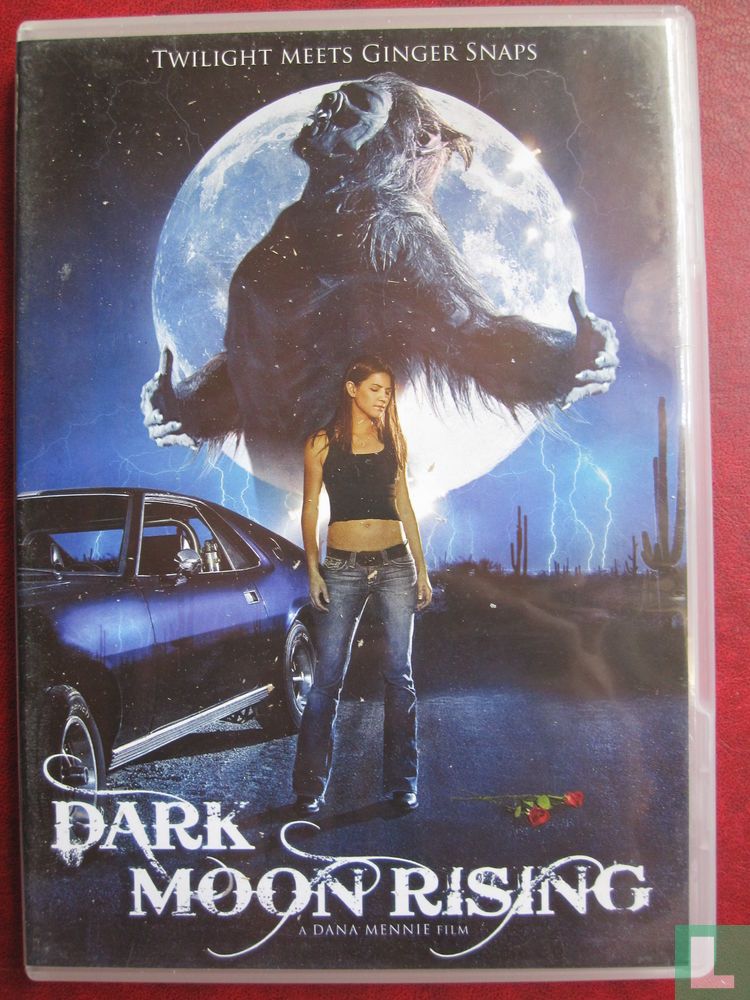 TWILIGHT MEETS GINGER SNAPS
DARK
MOON RISING
A DANA MENNIE FILM
L